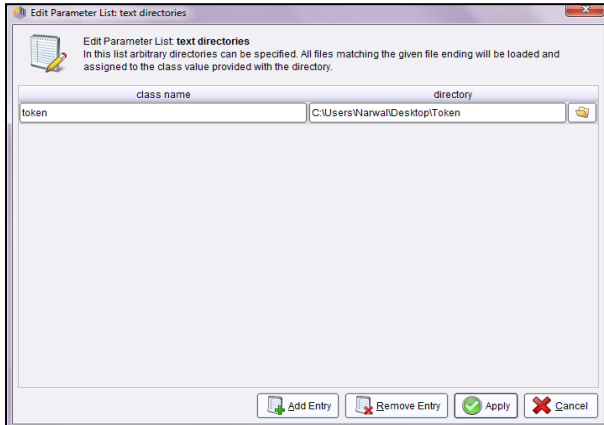 Edit Parameter List: text directories
Edit Parameter List: text directories
In this list arbitrary directories can be specified. All files matching the given file ending will be loaded and
assigned to the class value provided with the directory.
class name directory
token C:\Users\Narwal\Desktop\Token
Add Entry Remove Entry Apply Cancel